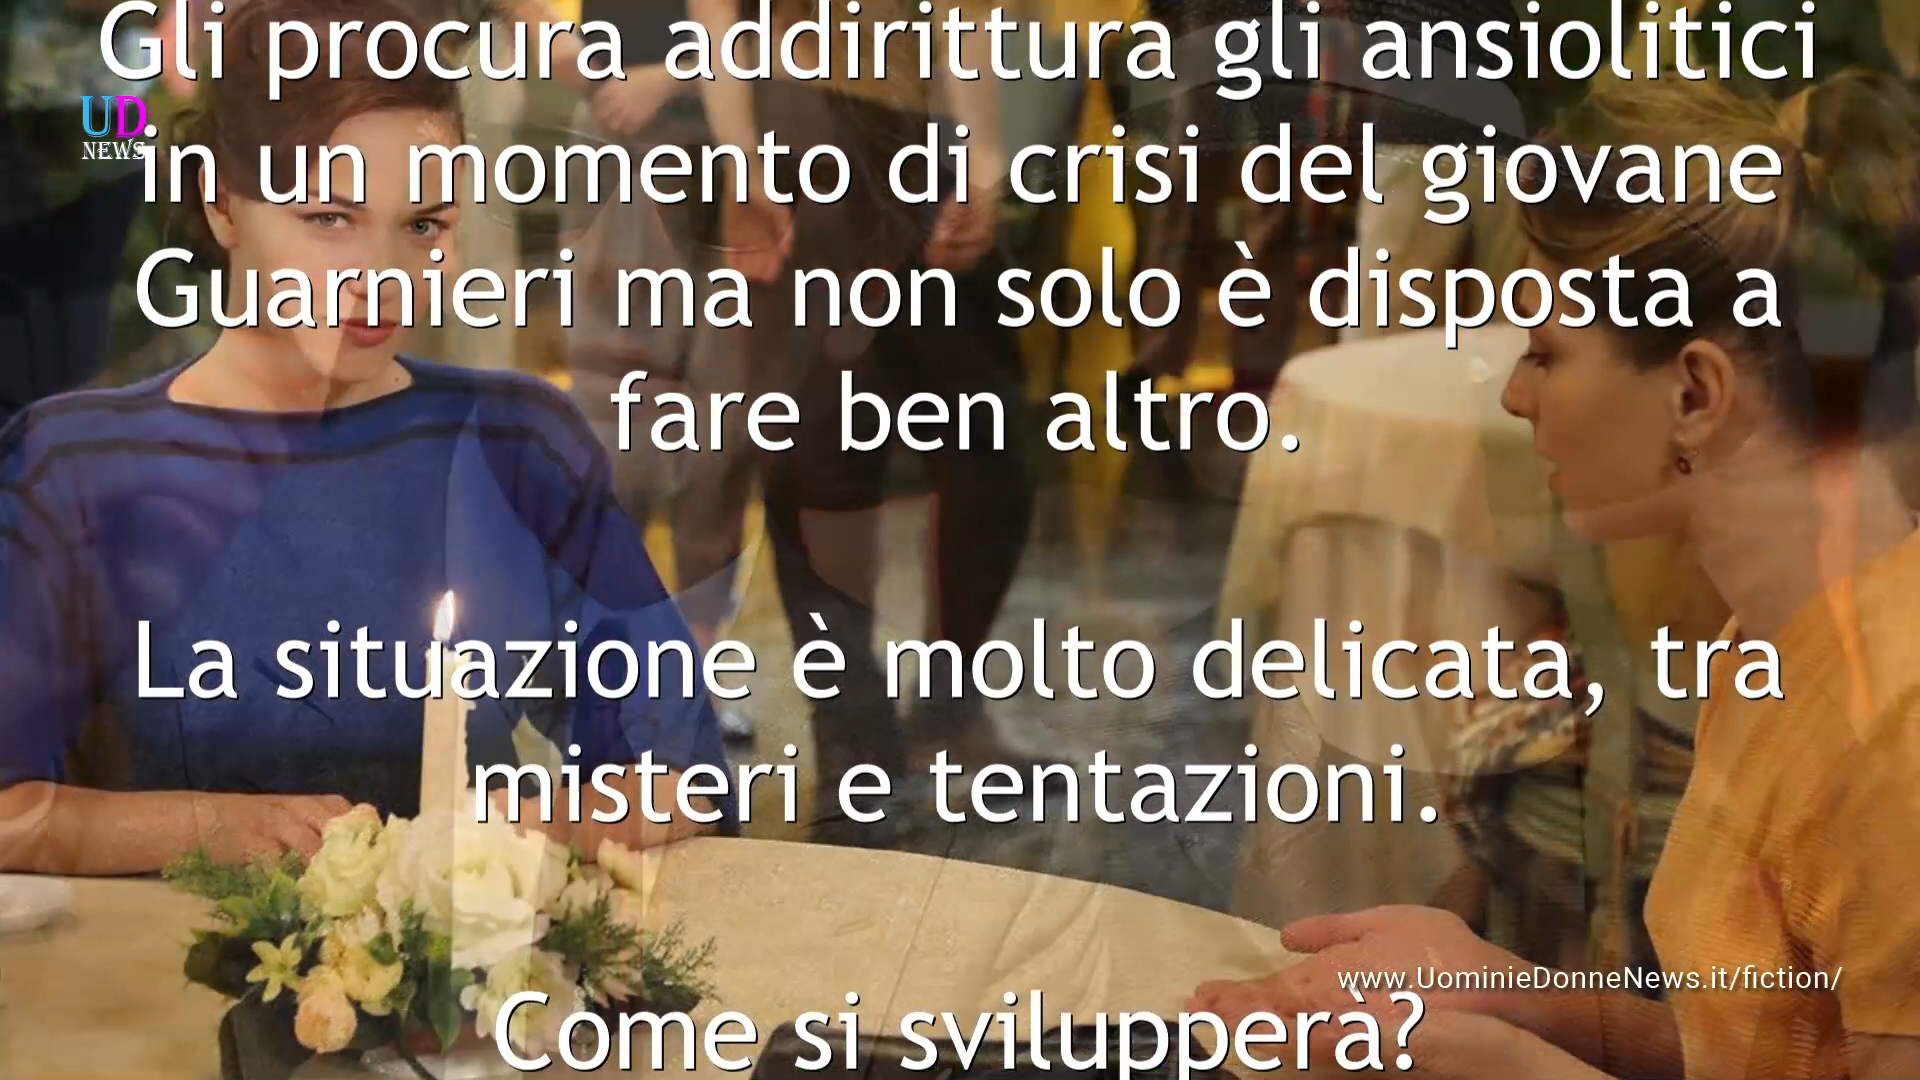 Gli procura addirittura gli ansiolitici
UD
NEWS
in un momento di crisi del giovane
Guarnieri ma non solo è disposta a
fare ben altro.
La situazione è molto delicata, tra
misteri e tentazioni.
www.UominieDonneNews.it/fiction/
Come si svilupperà?